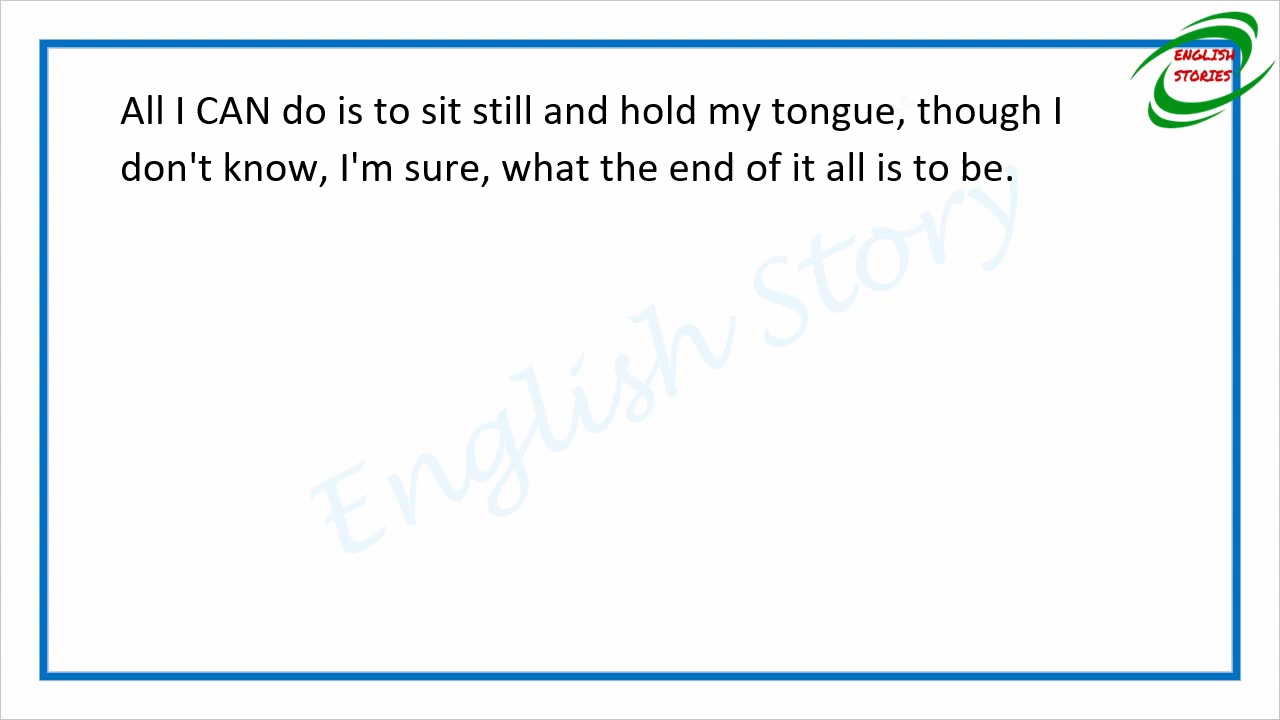 ENGLISH
STORIES
All I CAN do is to sit still and hold my tongue, though I
don't know, I'm sure, what the end of it all is to be.
English Story